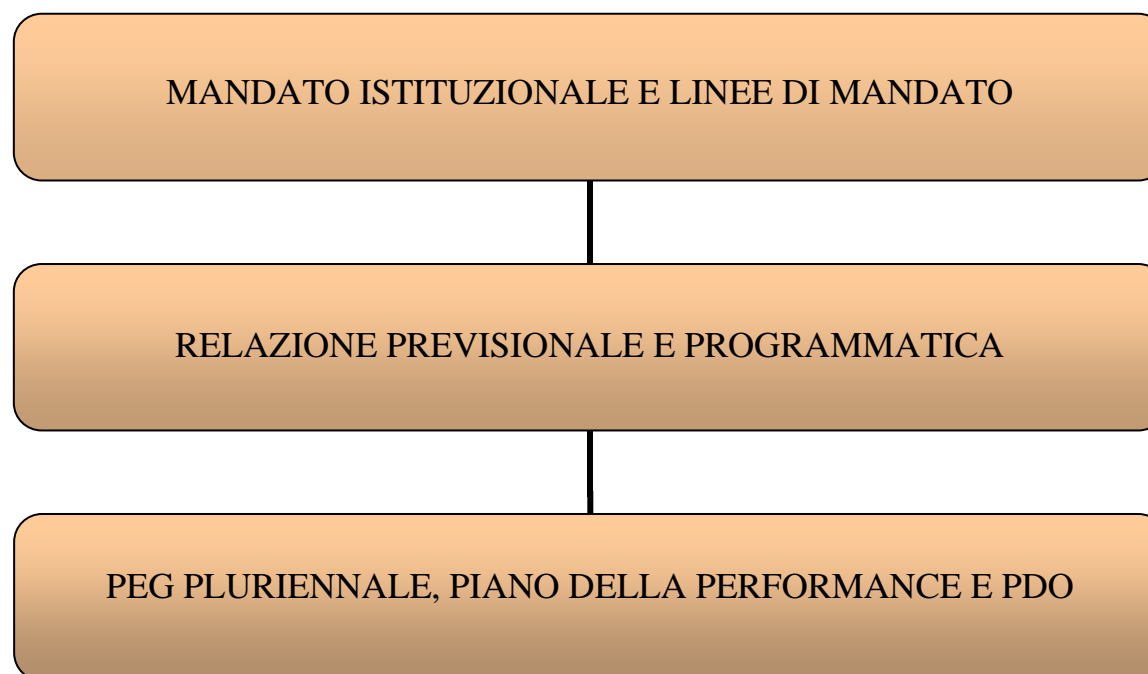 MANDATO ISTITUZIONALE E LINEE DI MANDATO
RELAZIONE PREVISIONALE E PROGRAMMATICA
PEG PLURIENNALE, PIANO DELLA PERFORMANCE E PDO